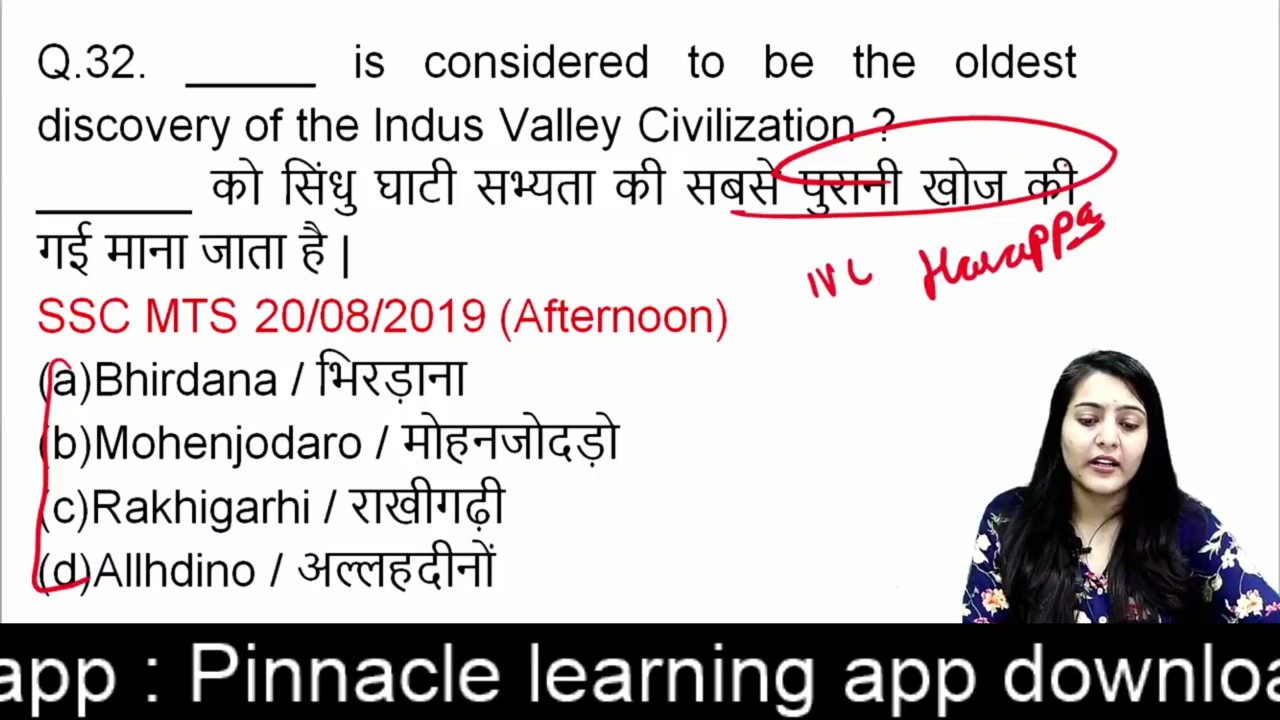 Q.32. _____ is considered to be the oldest
discovery of the Indus Valley Civilization ?
______ को सिंधु घाटी सभ्यता की सबसे पुरानी खोज की
गई माना जाता है |
IVC Harappa
SSC MTS 20/08/2019 (Afternoon)
(a)Bhirdana / भिरड़ाना
(b)Mohenjodaro / मोहनजोदड़ो
(c)Rakhigarhi / राखीगढ़ी
(d)Allhdino / अल्लहदीनों
app : Pinnacle learning app downloa